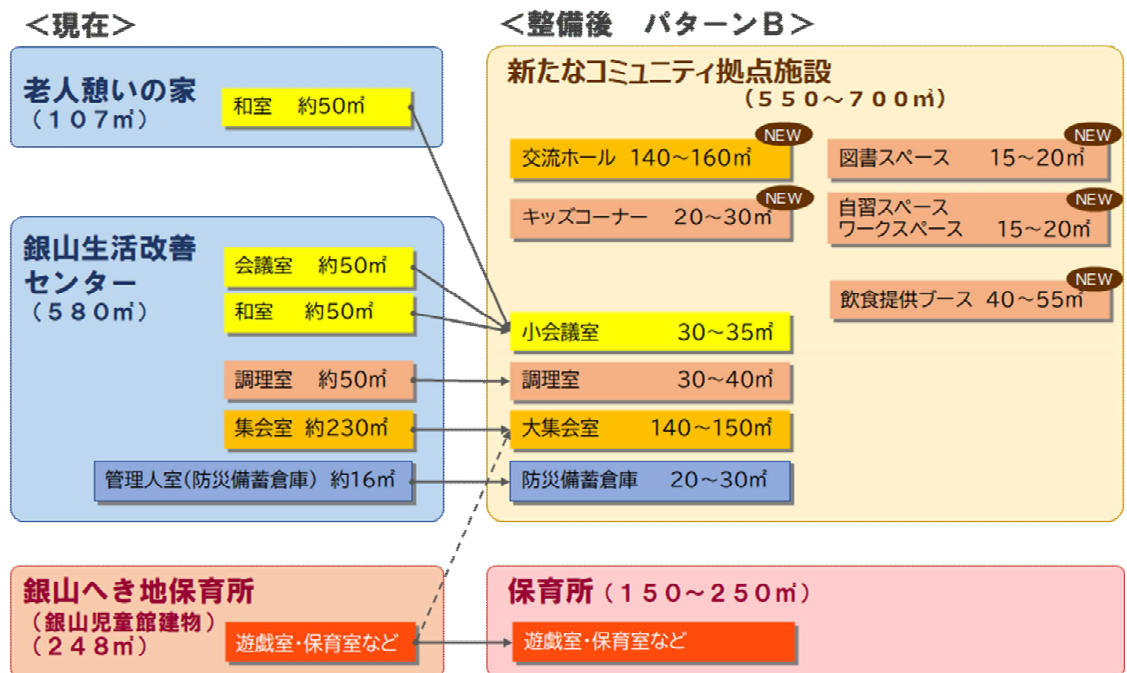 ＜現在＞
老人憩いの家
（１０７㎡）
和室　約50㎡
銀山生活改善
センター
（５８０㎡）
会議室　約50㎡
和室　約50㎡
調理室　約50㎡
集会室 約230㎡
管理人室(防災備蓄倉庫） 約16㎡
銀山へき地保育所
（銀山児童館建物）
（２４８㎡）
遊戯室・保育室など
＜整備後　パターンＢ＞
新たなコミュニティ拠点施設
（５５０～７００㎡）
NEW
交流ホール 140～160㎡
NEW
キッズコーナー　20～30㎡
NEW
図書スペース　15～20㎡
NEW
自習スペース
ワークスペース　15～20㎡
NEW
飲食提供ブース 40～55㎡
小会議室　30～35㎡
調理室　30～40㎡
大集会室　140～150㎡
防災備蓄倉庫　20～30㎡
保育所（１５０～２５０㎡）
遊戯室・保育室など